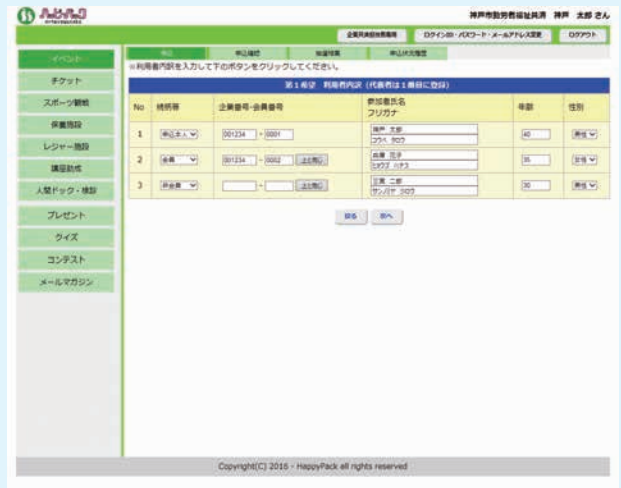 ハッピーパック
神戸市勤労者福祉共済 神戸 太郎 さん
企業共済担当者専用 ログインID・パスワード・メールアドレス変更 ログアウト
イベント
チケット
スポーツ観戦
保養施設
レジャー施設
講座助成
人間ドック・検診
プレゼント
クイズ
コンテスト
メールマガジン
申込 申込確認 抽選結果 申込状況履歴
※利用者内訳を入力して下のボタンをクリックしてください。
第1希望 利用者内訳 (代表者は1番目に登録)
No 続柄等 企業番号-会員番号 参加者氏名 フリガナ 年齢 性別
1 申込本人 001234 - 0001 神戸 太郎 コウベ タロウ 40 男性
2 会員 001234 - 0002 上と同じ 兵庫 花子 ヒョウゴ ハナコ 35 女性
3 非会員 - 上と同じ 三宮 二郎 サンノミヤ ジロウ 30 男性
戻る 次へ
Copyright(C) 2016 - HappyPack all rights reserved